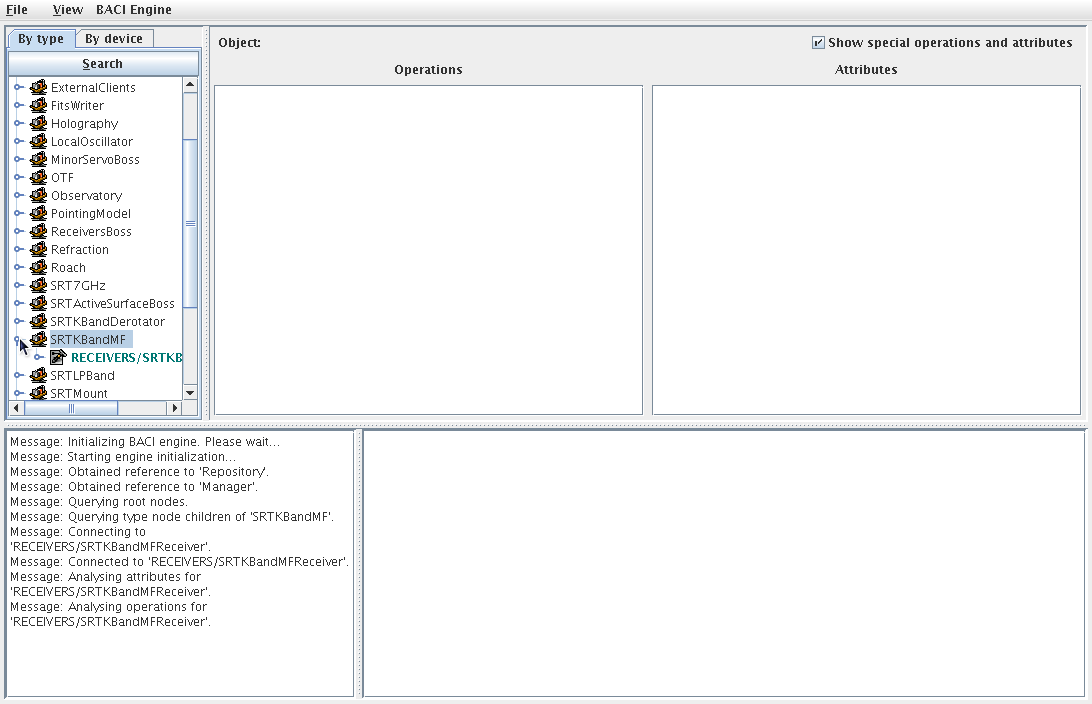 File View BACI Engine
By type By device
Search
ExternalClients
FitsWriter
Holography
LocalOscillator
MinorServoBoss
OTF
Observatory
PointingModel
ReceiversBoss
Refraction
Roach
SRT7GHz
SRTActiveSurfaceBoss
SRTKBandDerotator
SRTKBandMF
RECEIVERS/SRTKB
SRTLPBand
SRTMount
Object:
Show special operations and attributes
Operations
Attributes
Message: Initializing BACI engine. Please wait...
Message: Starting engine initialization...
Message: Obtained reference to 'Repository'.
Message: Obtained reference to 'Manager'.
Message: Querying root nodes.
Message: Querying type node children of 'SRTKBandMF'.
Message: Connecting to
'RECEIVERS/SRTKBandMFReceiver'.
Message: Connected to 'RECEIVERS/SRTKBandMFReceiver'.
Message: Analysing attributes for
'RECEIVERS/SRTKBandMFReceiver'.
Message: Analysing operations for
'RECEIVERS/SRTKBandMFReceiver'.